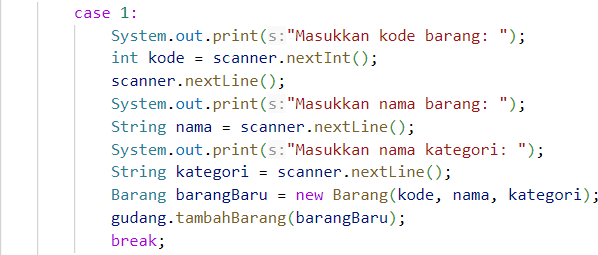 case 1:
System.out.print(s:"Masukkan kode barang: ");
int kode = scanner.nextInt();
scanner.nextLine();
System.out.print(s:"Masukkan nama barang: ");
String nama = scanner.nextLine();
System.out.print(s:"Masukkan nama kategori: ");
String kategori = scanner.nextLine();
Barang barangBaru = new Barang(kode, nama, kategori);
gudang.tambahBarang(barangBaru);
break;